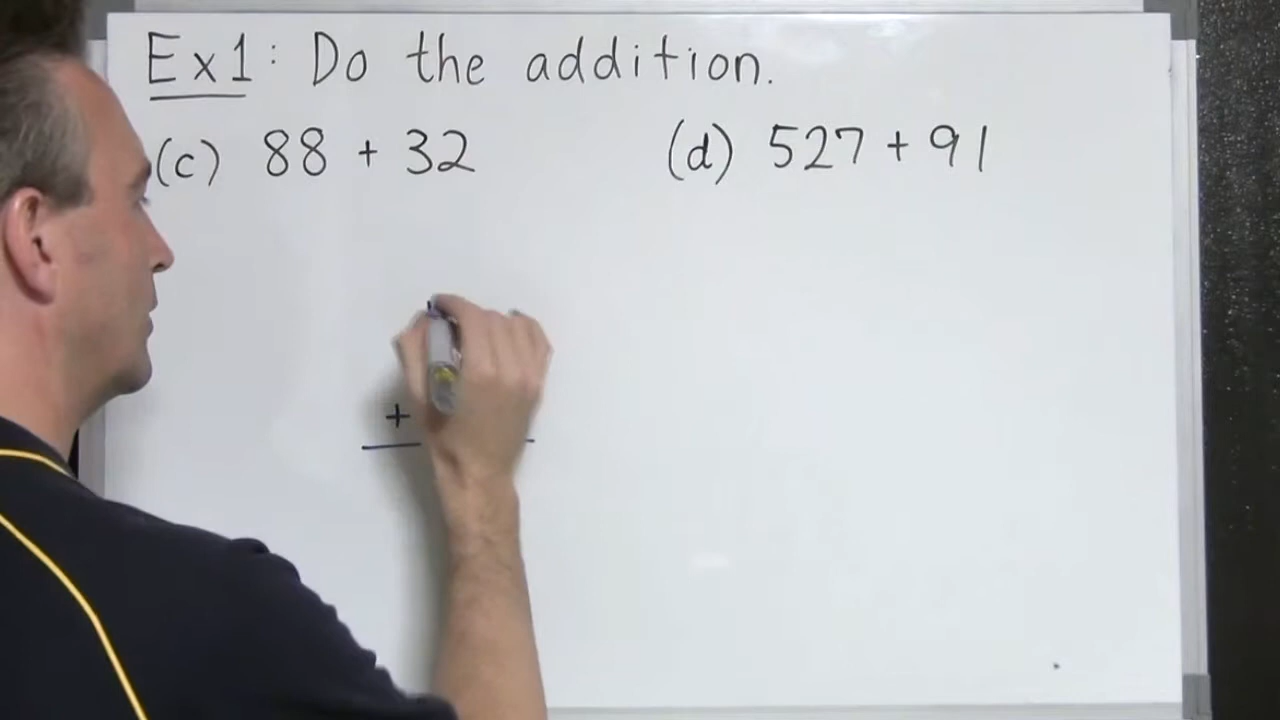 Ex1: Do the addition.
(c) 88 + 32 (d) 527 + 91
+